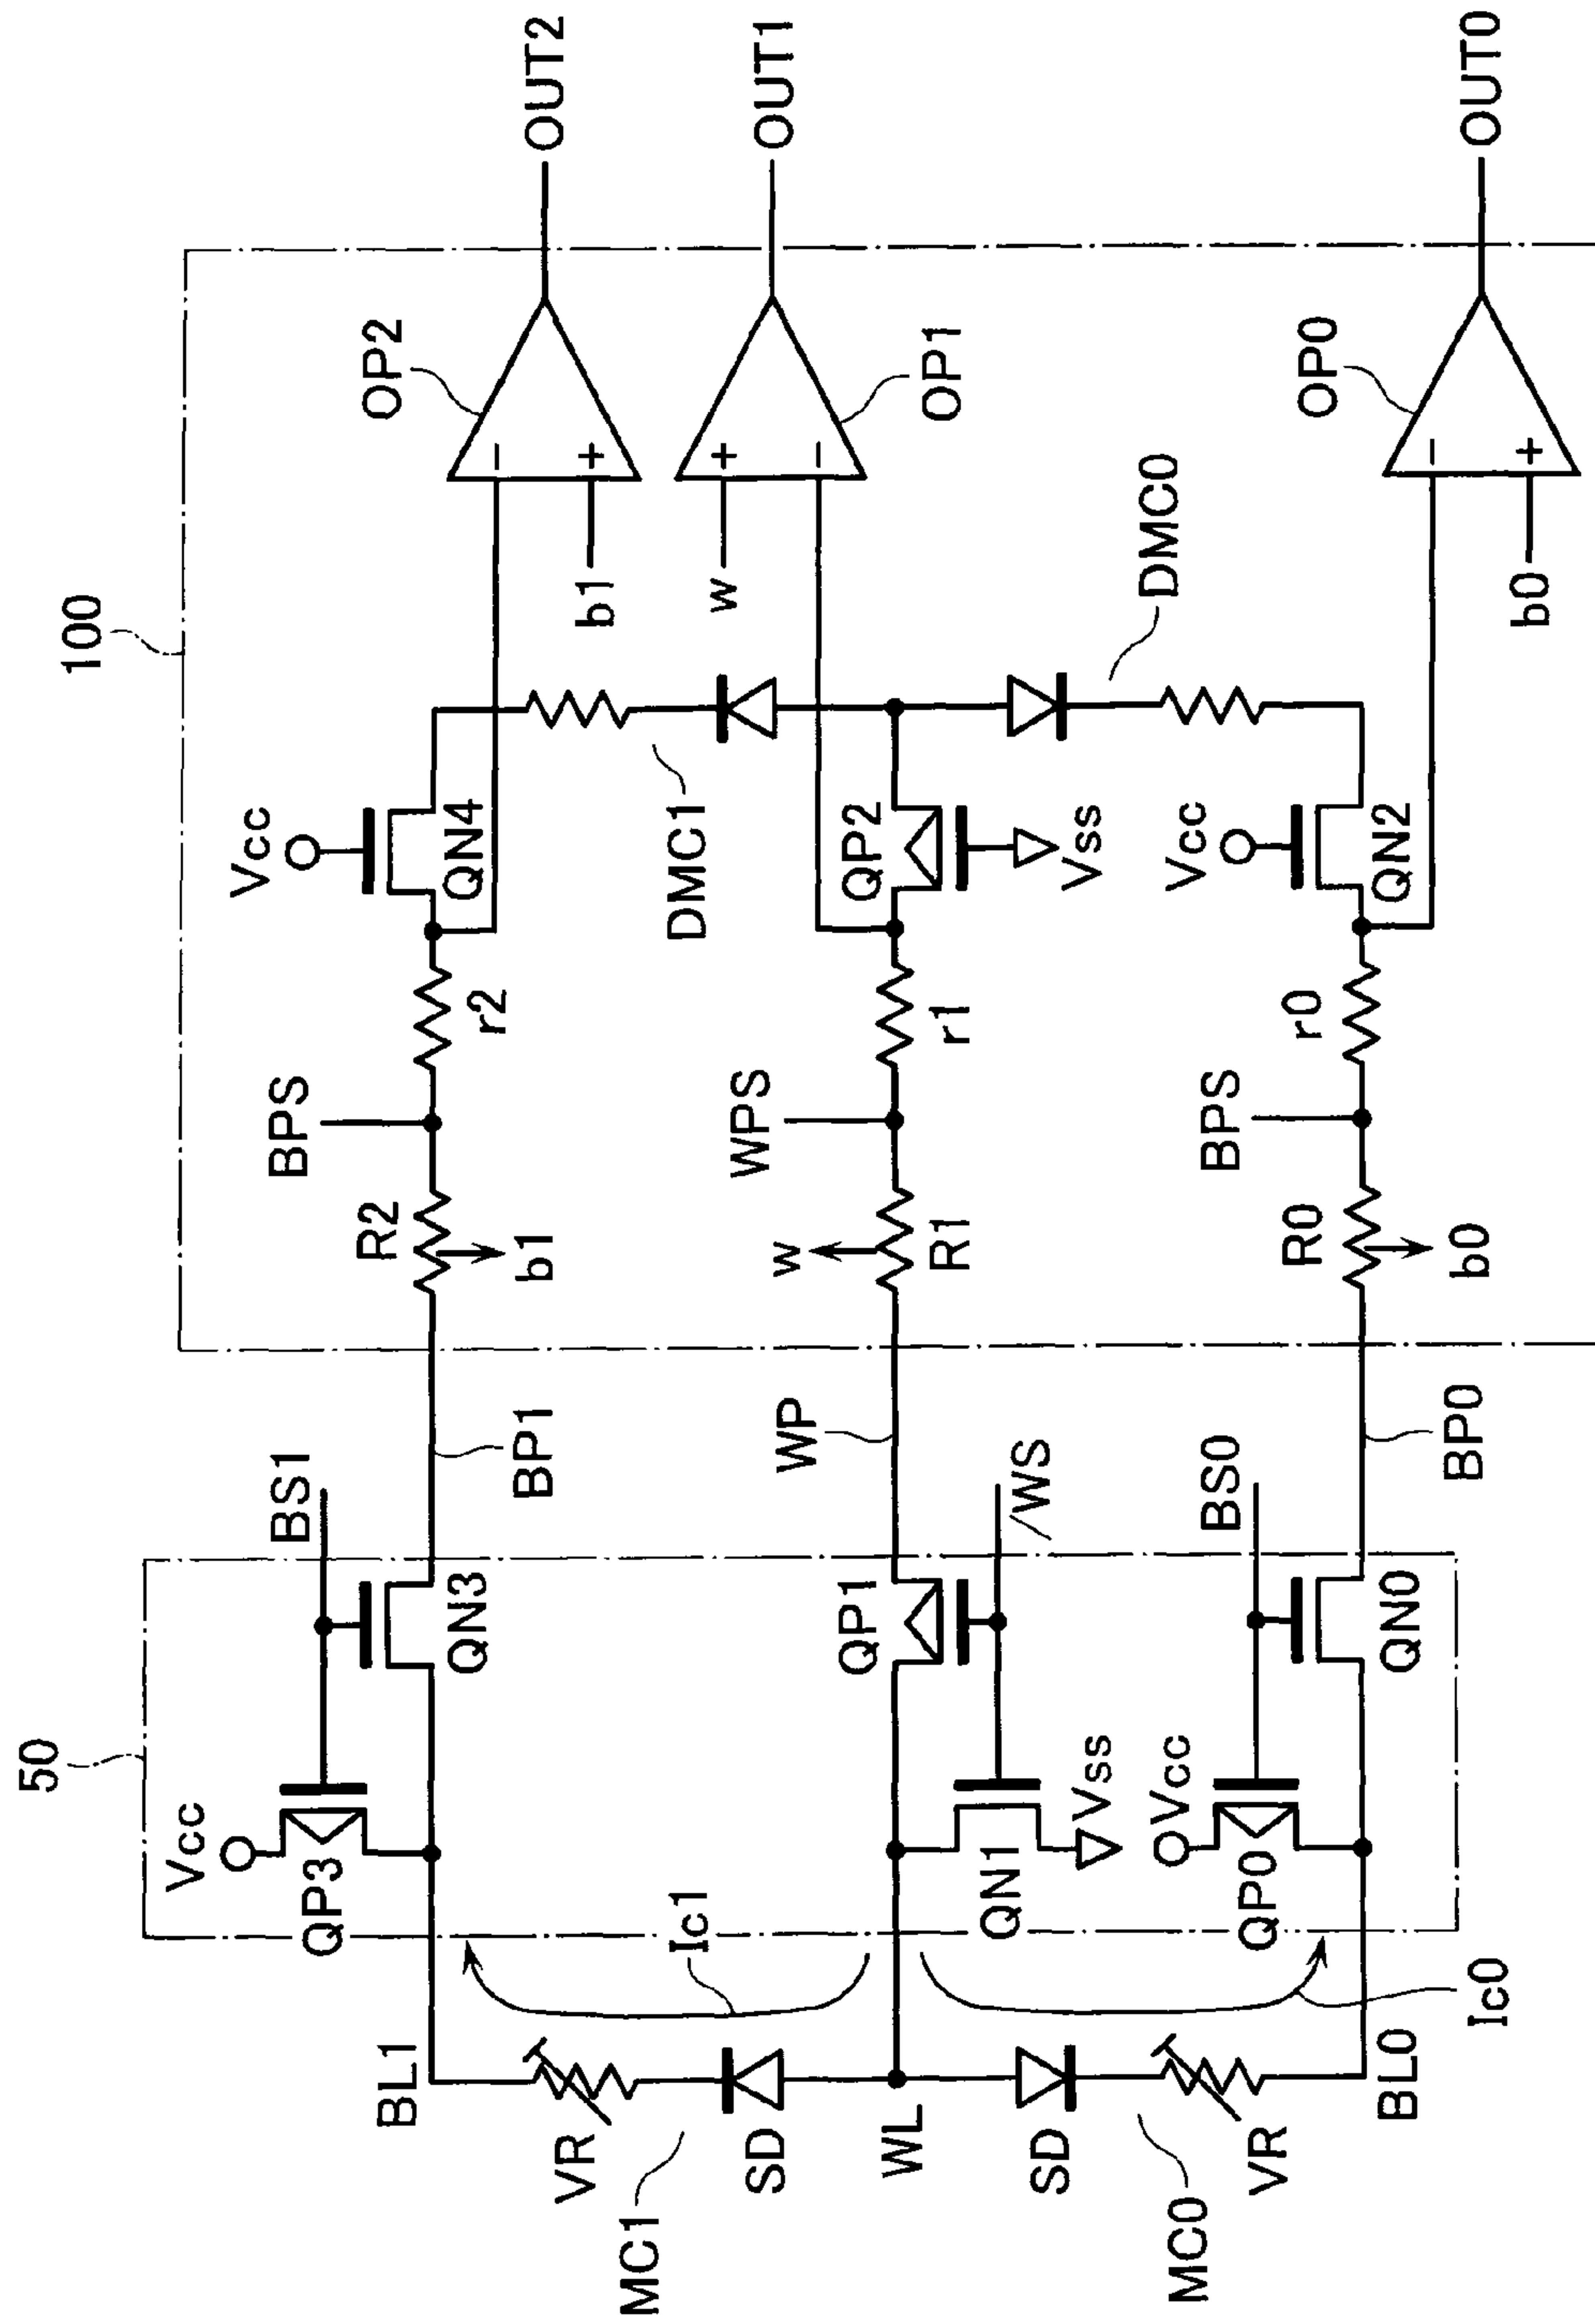 100
OUT2
OUT1
OUT0
OP2
OP1
OP0
b1
w
b0
DMC0
DMC1
Vcc
QN4
QP2
Vss
Vcc
QN2
r2
r1
r0
BPS
WPS
BPS
R2
b1
w
R1
R0
b0
BP1
WP
BP0
BS1
/WS
BS0
50
QN3
QP1
QN0
Vcc
QP3
QN1
Vss
Vcc
QP0
Ic1
Ic0
BL1
WL
BL0
VR
SD
SD
VR
MC1
MC0